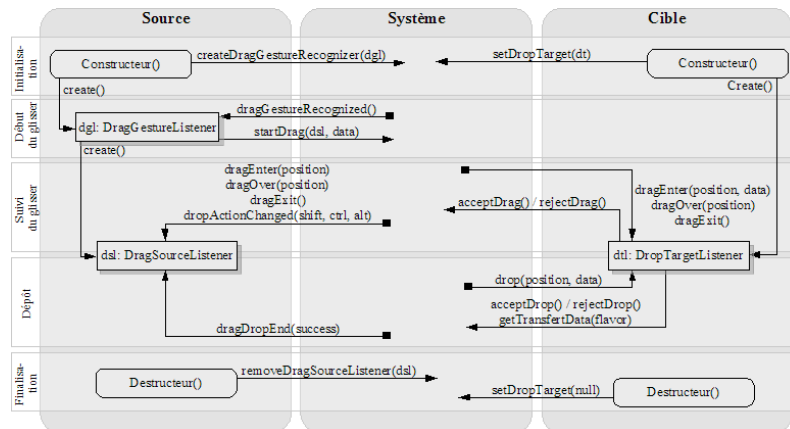 Source
Système
Cible
Initialisa-
tion
Constructeur()
createDragGestureRecognizer(dgl)
setDropTarget(dt)
Constructeur()
create()
Create()
Début
du glisser
dragGestureRecognized()
dgl: DragGestureListener
startDrag(dsl, data)
create()
Suivi
du glisser
dragEnter(position)
dragOver(position)
dragExit()
dropActionChanged(shift, ctrl, alt)
dragEnter(position, data)
dragOver(position)
dragExit()
acceptDrag() / rejectDrag()
dsl: DragSourceListener
dtl: DropTargetListener
Dépôt
drop(position, data)
acceptDrop() / rejectDrop()
getTransfertData(flavor)
dragDropEnd(success)
Finalisa-
tion
Destructeur()
removeDragSourceListener(dsl)
setDropTarget(null)
Destructeur()